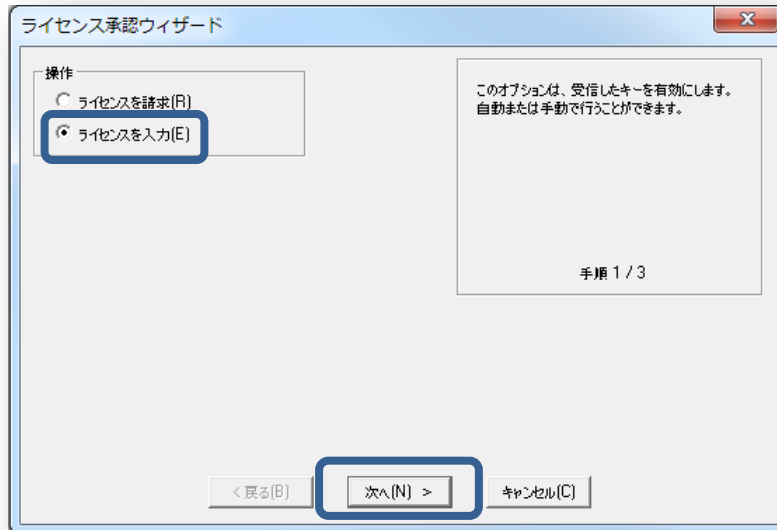 ライセンス承認ウィザード
操作
ライセンスを請求(R)
ライセンスを入力(E)
このオプションは、受信したキーを有効にします。
自動または手動で行うことができます。
手順 1 / 3
< 戻る(B)
次へ(N) >
キャンセル(C)